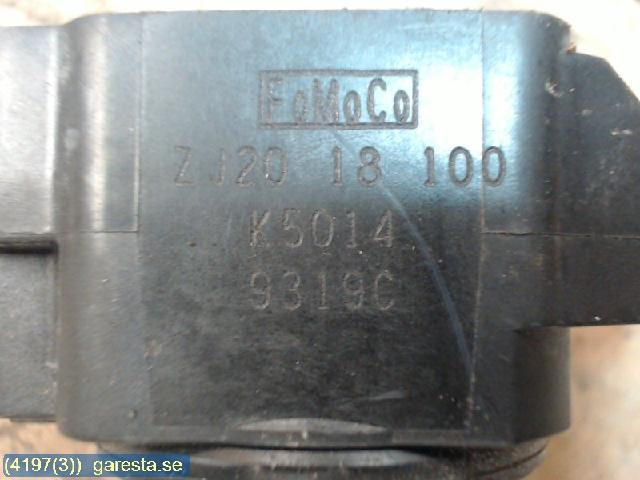 FoMoCo
ZJ20 18 100
K5014
9319C
(4197(3)) garesta.se